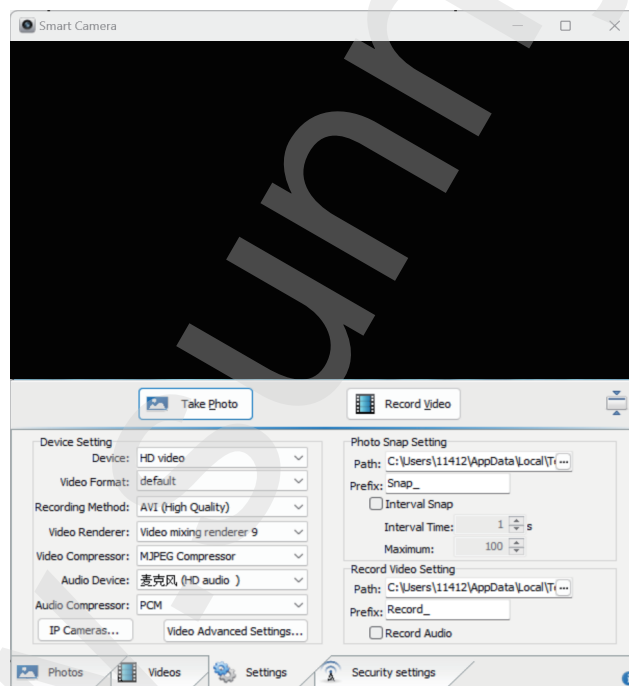 Smart Camera
Take Photo
Record Video
Device Setting
Device: HD video
Video Format: default
Recording Method: AVI (High Quality)
Video Renderer: Video mixing renderer 9
Video Compressor: MJPEG Compressor
Audio Device: 麦克风 (HD audio )
Audio Compressor: PCM
IP Cameras...
Video Advanced Settings...
Photo Snap Setting
Path: C:\Users\11412\AppData\Local\T ...
Prefix: Snap_
Interval Snap
Interval Time: 1 s
Maximum: 100
Record Video Setting
Path: C:\Users\11412\AppData\Local\T ...
Prefix: Record_
Record Audio
Photos
Videos
Settings
Security settings